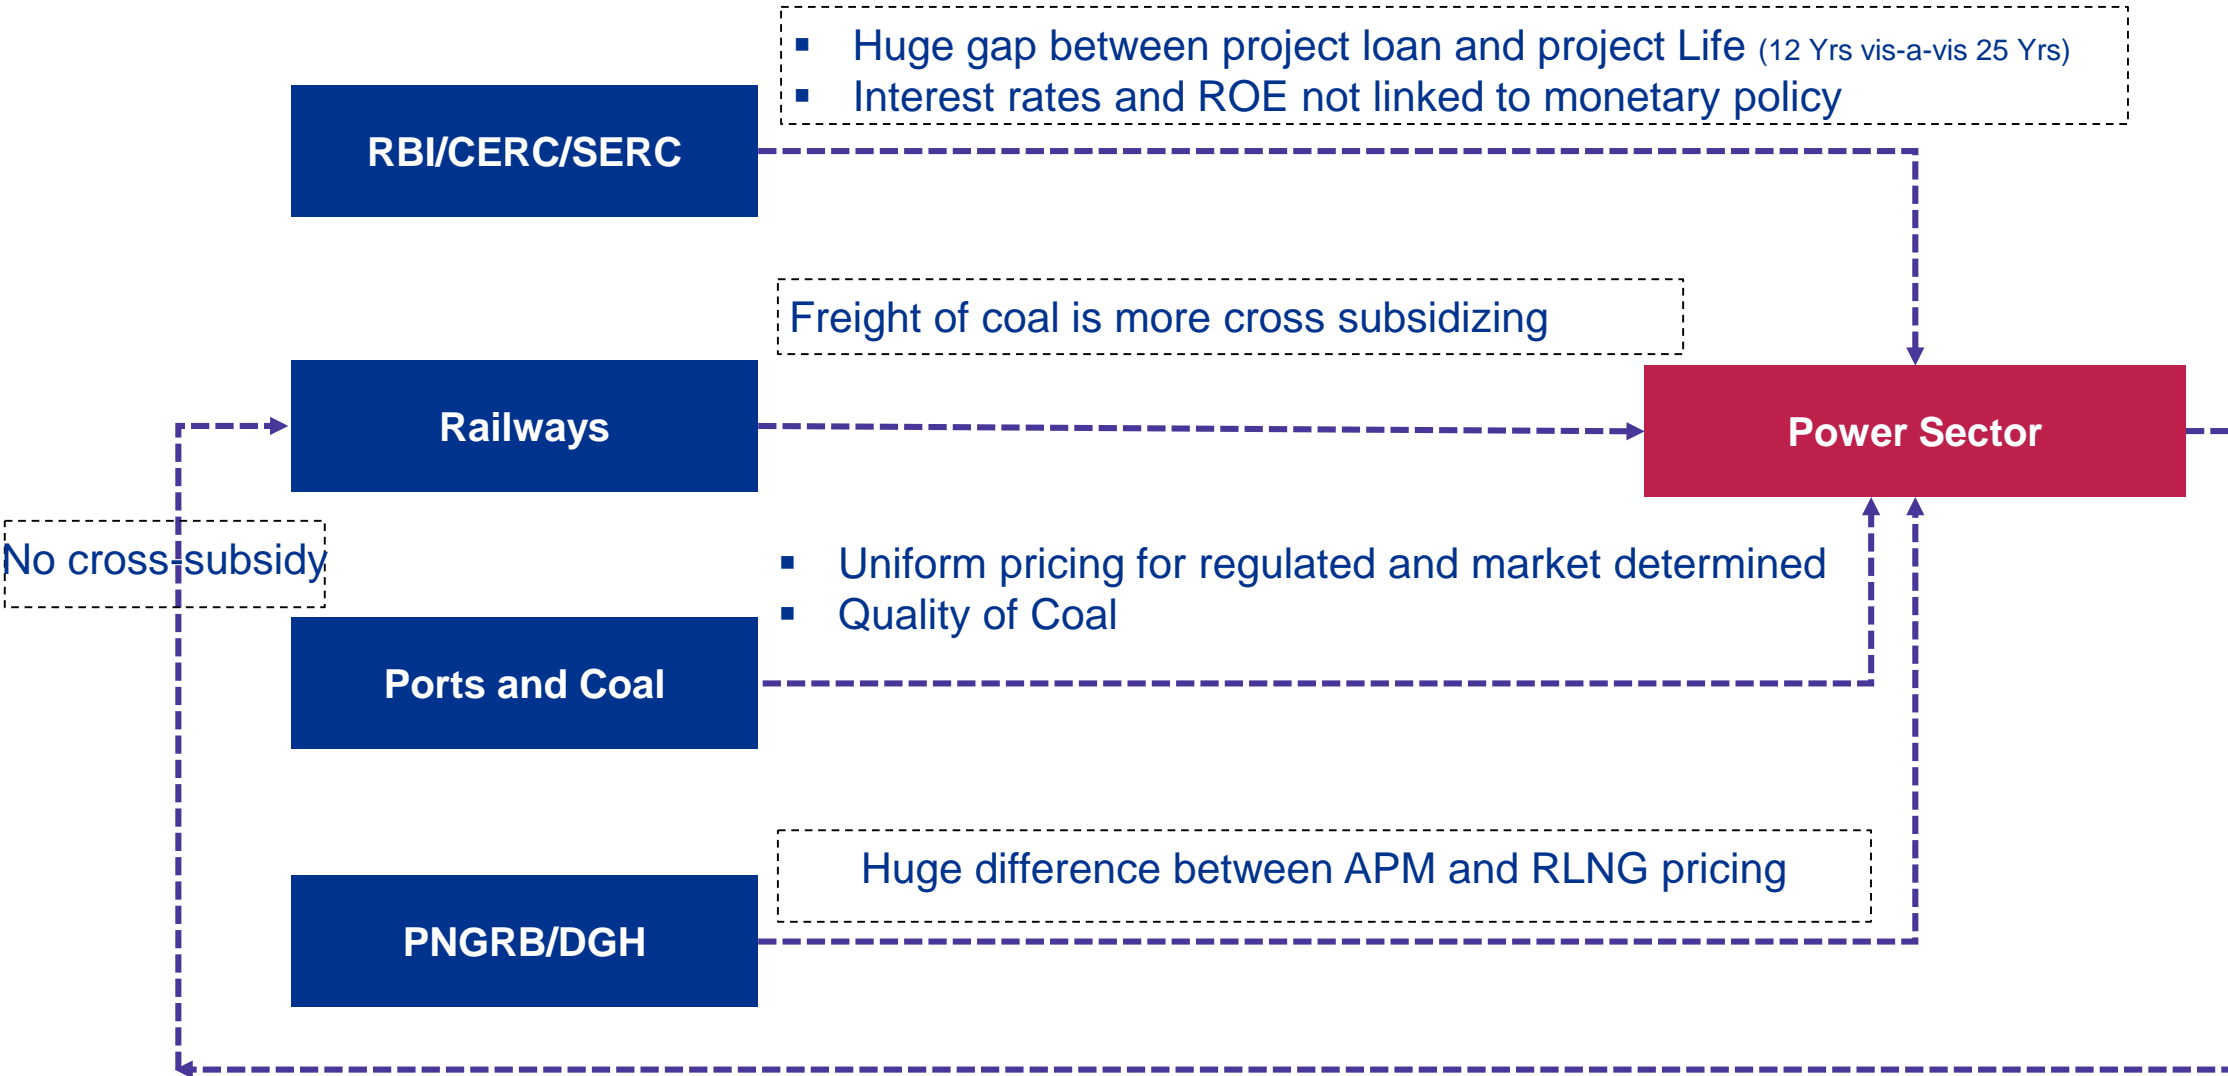 ▪ Huge gap between project loan and project Life (12 Yrs vis-a-vis 25 Yrs)
▪ Interest rates and ROE not linked to monetary policy
RBI/CERC/SERC
Freight of coal is more cross subsidizing
Railways
Power Sector
No cross-subsidy
▪ Uniform pricing for regulated and market determined
▪ Quality of Coal
Ports and Coal
Huge difference between APM and RLNG pricing
PNGRB/DGH